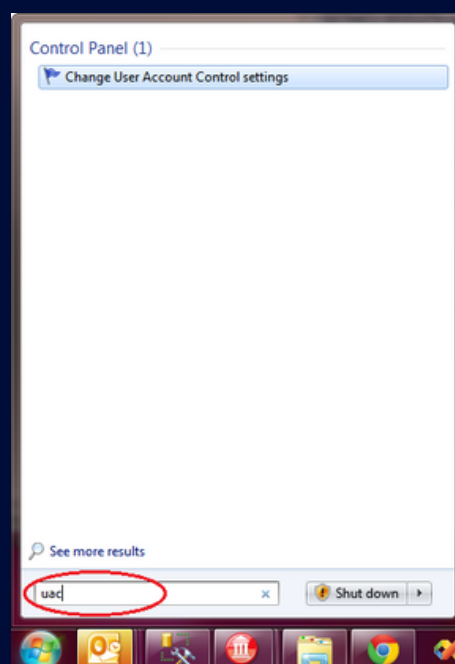 Control Panel (1)
Change User Account Control settings
See more results
uac
Shut down